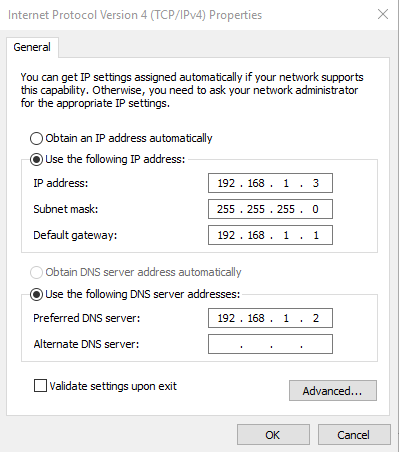 Internet Protocol Version 4 (TCP/IPv4) Properties
General
You can get IP settings assigned automatically if your network supports
this capability. Otherwise, you need to ask your network administrator
for the appropriate IP settings.
Obtain an IP address automatically
Use the following IP address:
IP address: 192 . 168 . 1 . 3
Subnet mask: 255 . 255 . 255 . 0
Default gateway: 192 . 168 . 1 . 1
Obtain DNS server address automatically
Use the following DNS server addresses:
Preferred DNS server: 192 . 168 . 1 . 2
Alternate DNS server: . . .
Validate settings upon exit
Advanced...
OK Cancel